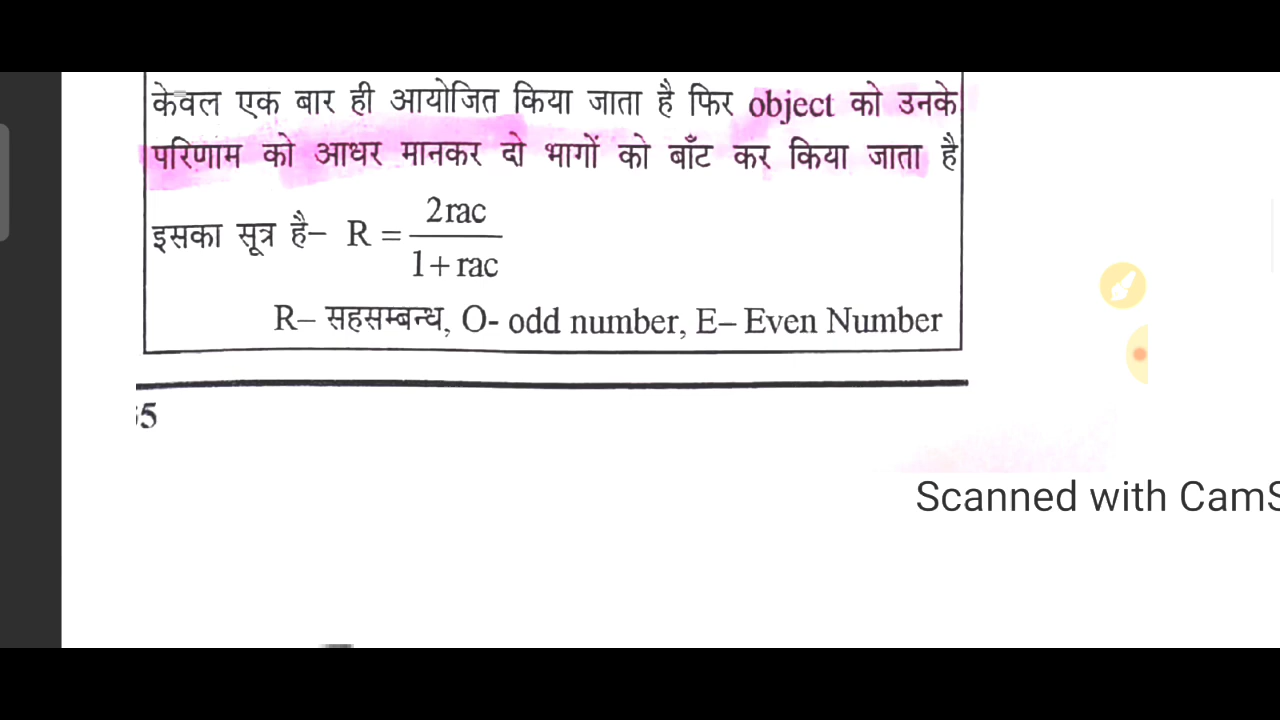 केवल एक बार ही आयोजित किया जाता है फिर object को उनके
परिणाम को आधर मानकर दो भागों को बाँट कर किया जाता है
इसका सूत्र है– R = 2rac / 1+rac
R– सहसम्बन्ध, O- odd number, E– Even Number
5
Scanned with CamS